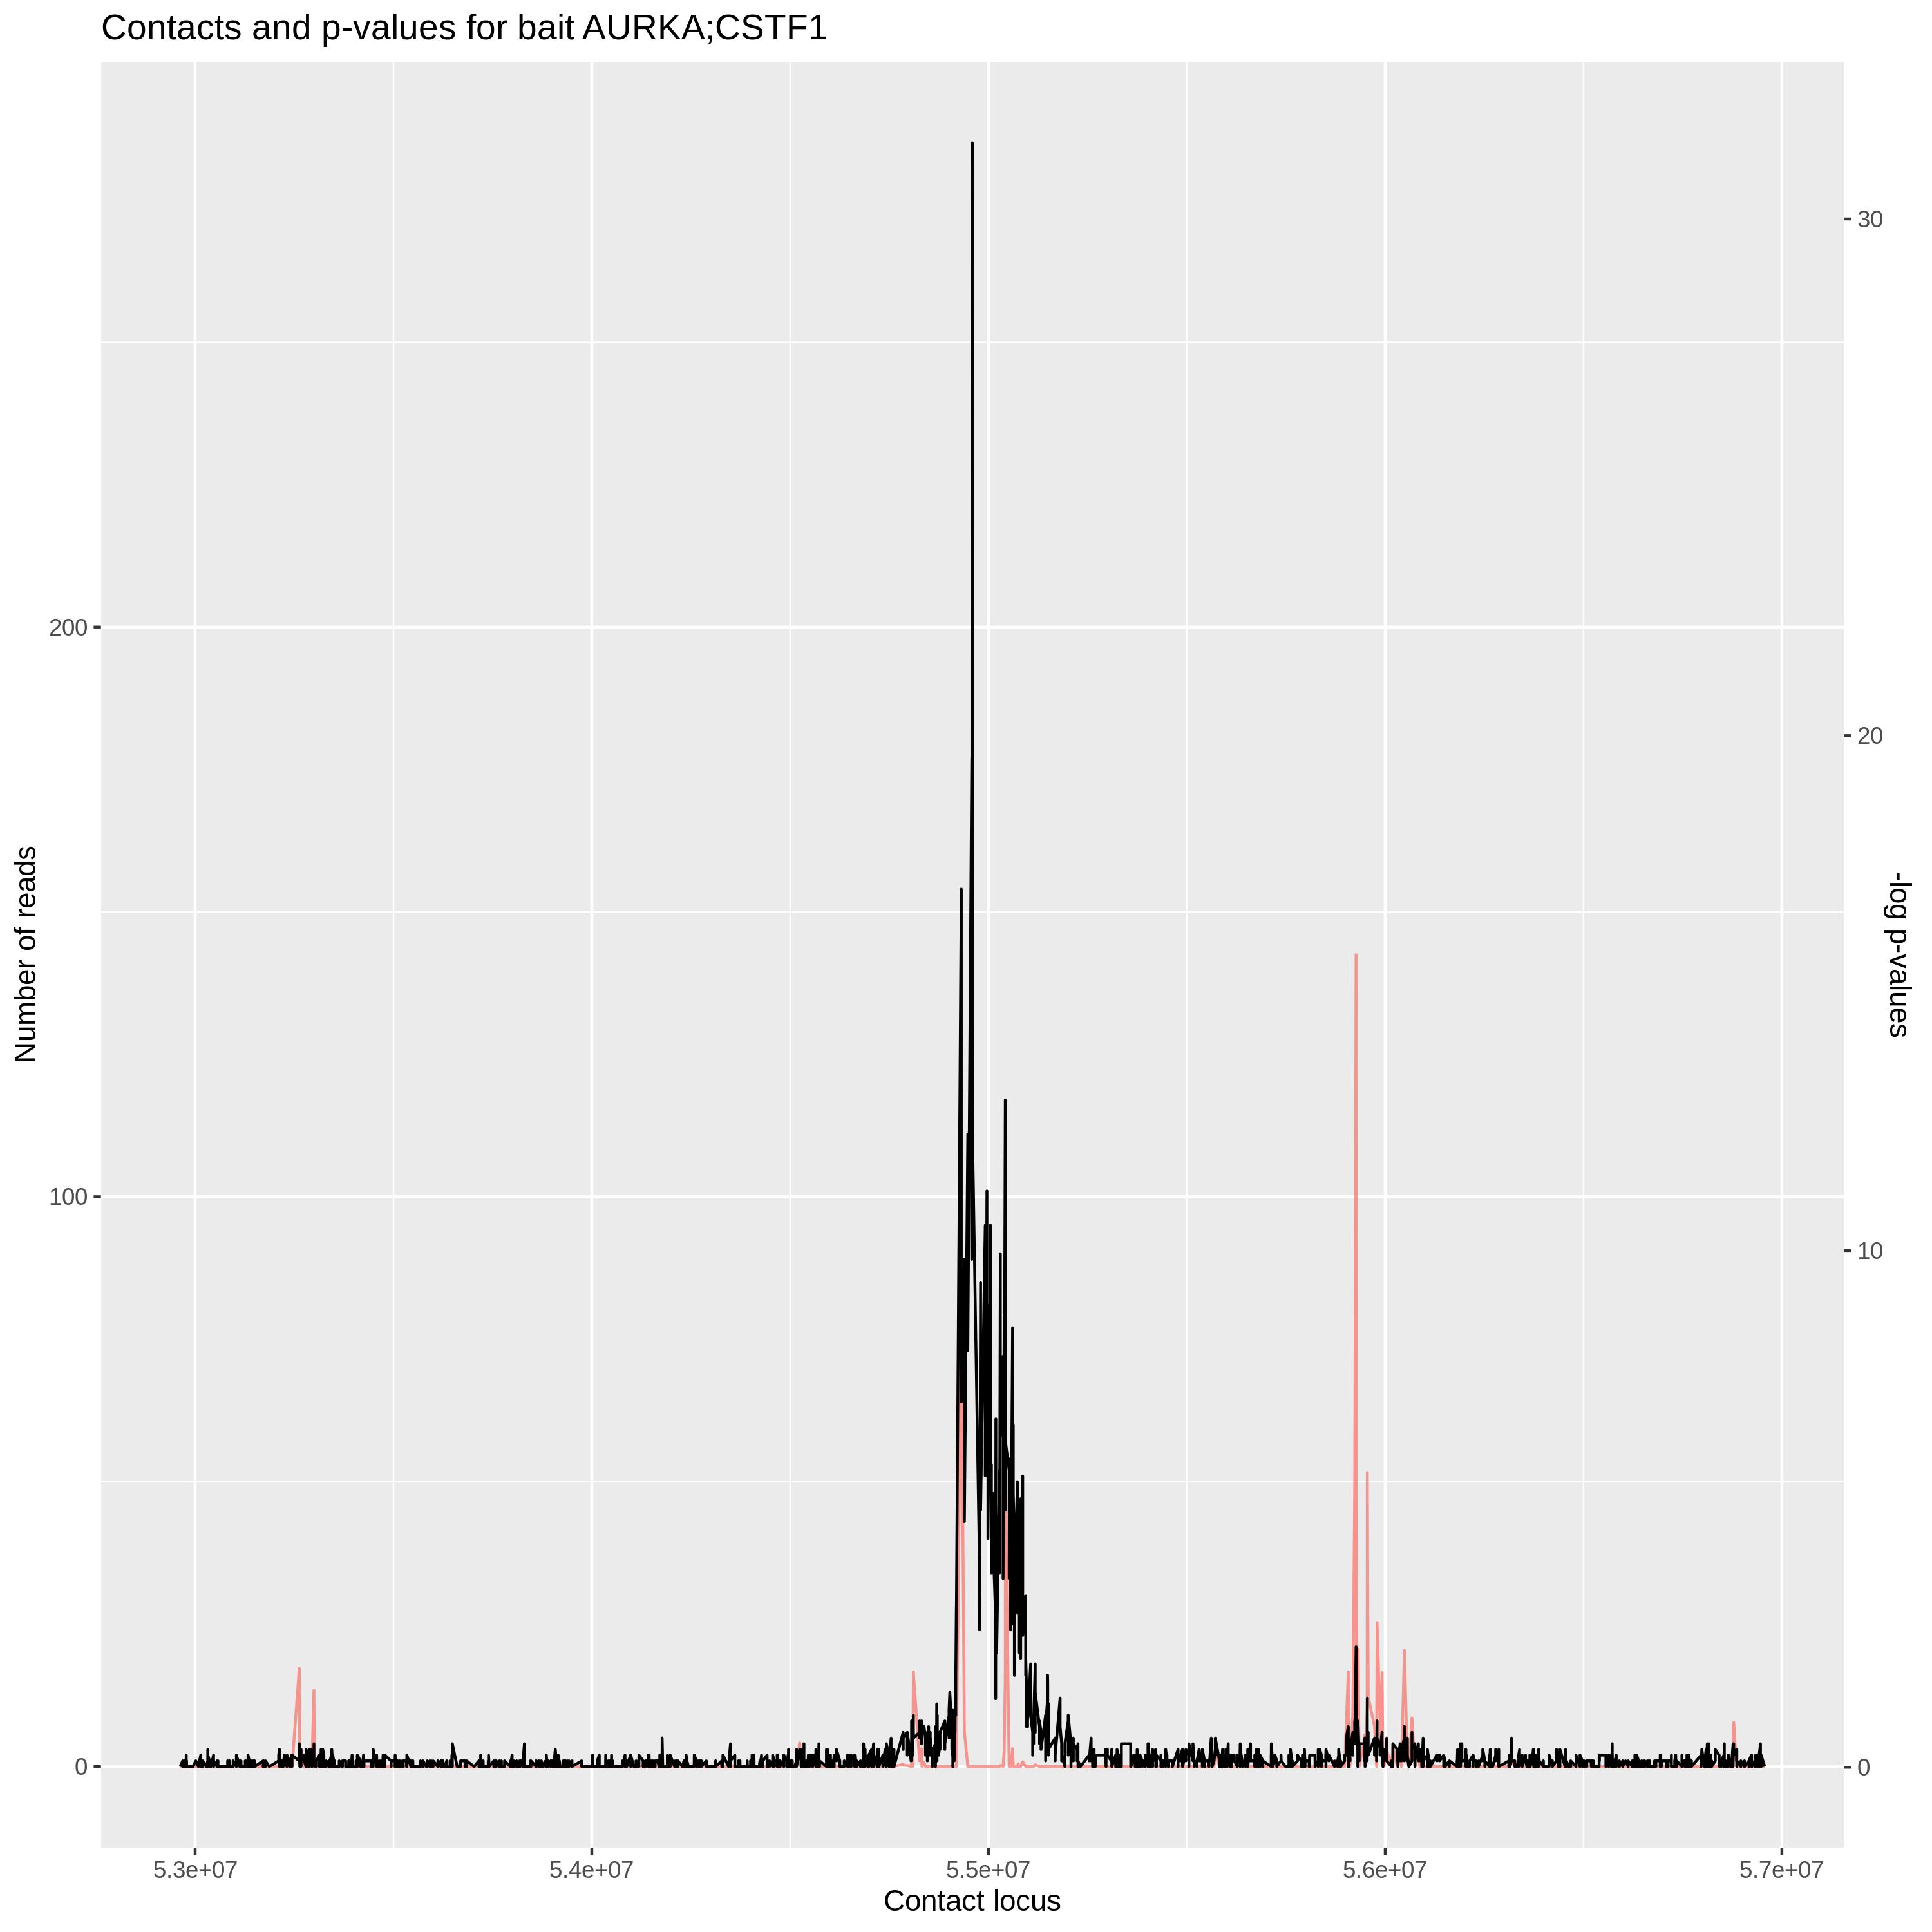 Contacts and p-values for bait AURKA;CSTF1
Number of reads
200
100
0
30
20
10
0
-log p-values
5.3e+07 5.4e+07 5.5e+07 5.6e+07 5.7e+07
Contact locus